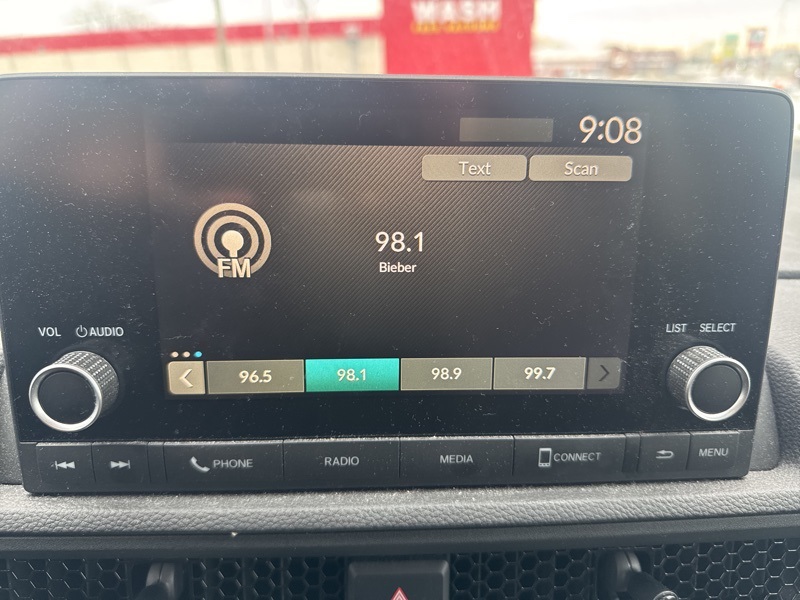 WASH
9:08
Text Scan
FM
98.1
Bieber
VOL AUDIO
LIST SELECT
96.5 98.1 98.9 99.7
PHONE RADIO MEDIA CONNECT MENU